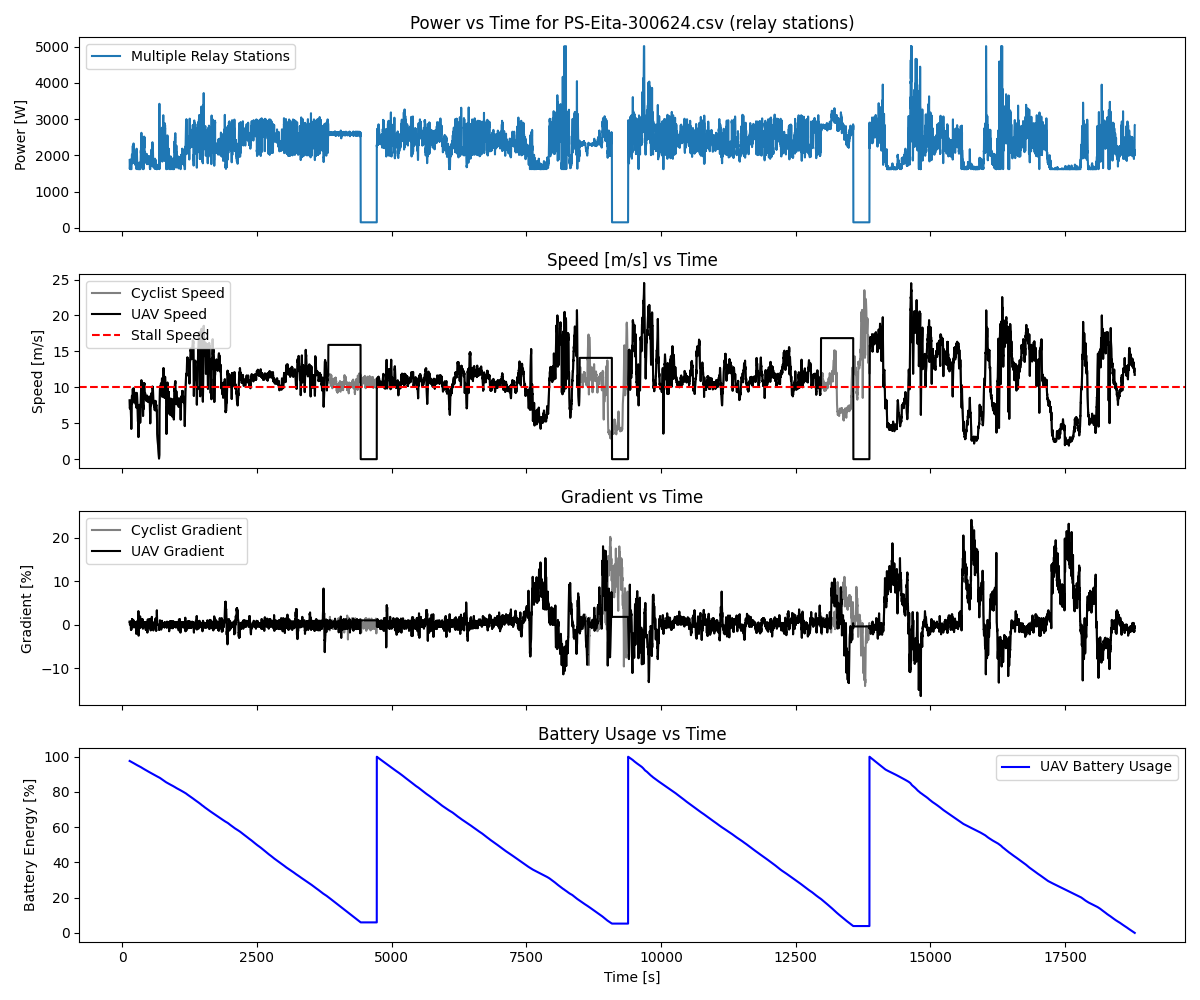 Power vs Time for PS-Eita-300624.csv (relay stations)
Multiple Relay Stations
Power [W]
5000
4000
3000
2000
1000
0
Speed [m/s] vs Time
Cyclist Speed
UAV Speed
Stall Speed
Speed [m/s]
25
20
15
10
5
0
Gradient vs Time
Cyclist Gradient
UAV Gradient
Gradient [%]
20
10
0
−10
Battery Usage vs Time
UAV Battery Usage
Battery Energy [%]
100
80
60
40
20
0
0 2500 5000 7500 10000 12500 15000 17500
Time [s]